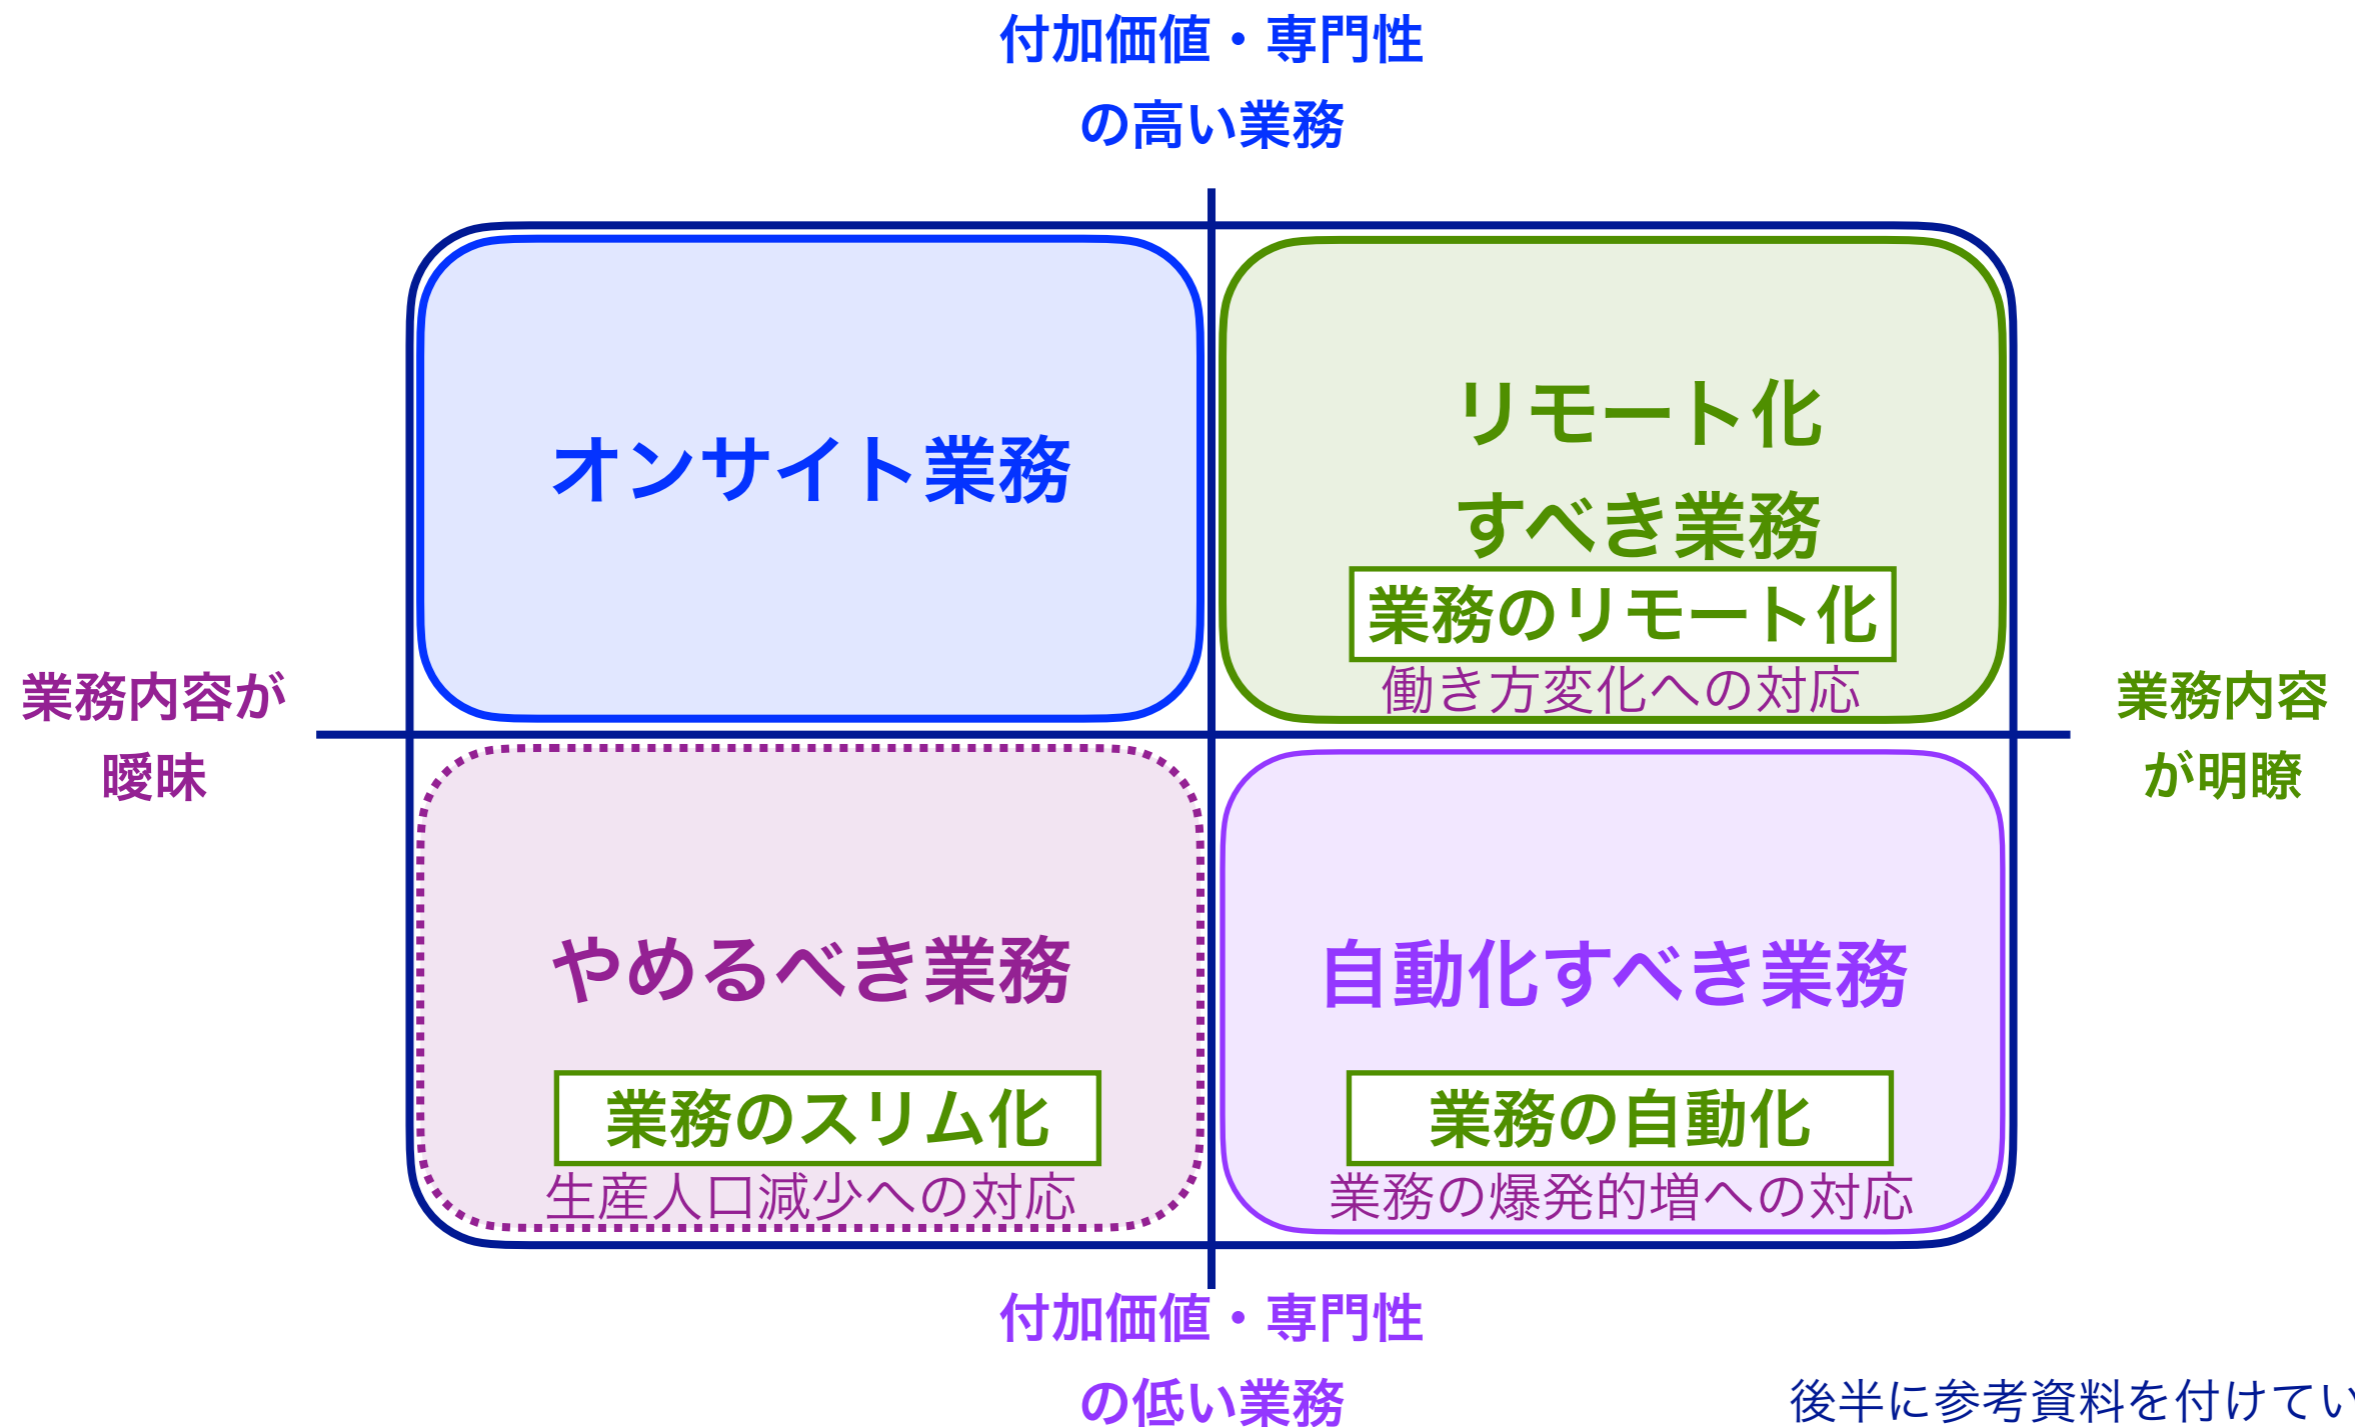 付加価値・専門性
の高い業務
オンサイト業務
リモート化
すべき業務
業務のリモート化
働き方変化への対応
業務内容が
曖昧
業務内容
が明瞭
やめるべき業務
業務のスリム化
生産人口減少への対応
自動化すべき業務
業務の自動化
業務の爆発的増への対応
付加価値・専門性
の低い業務
後半に参考資料を付けてい